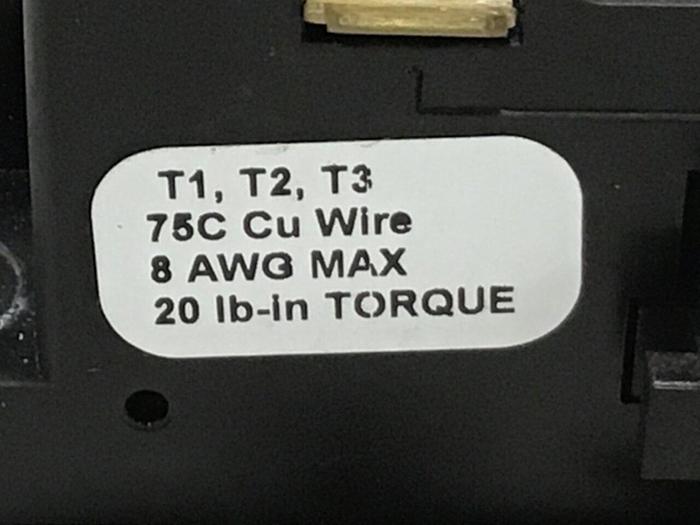 T1, T2, T3
75C Cu Wire
8 AWG MAX
20 lb-in TORQUE